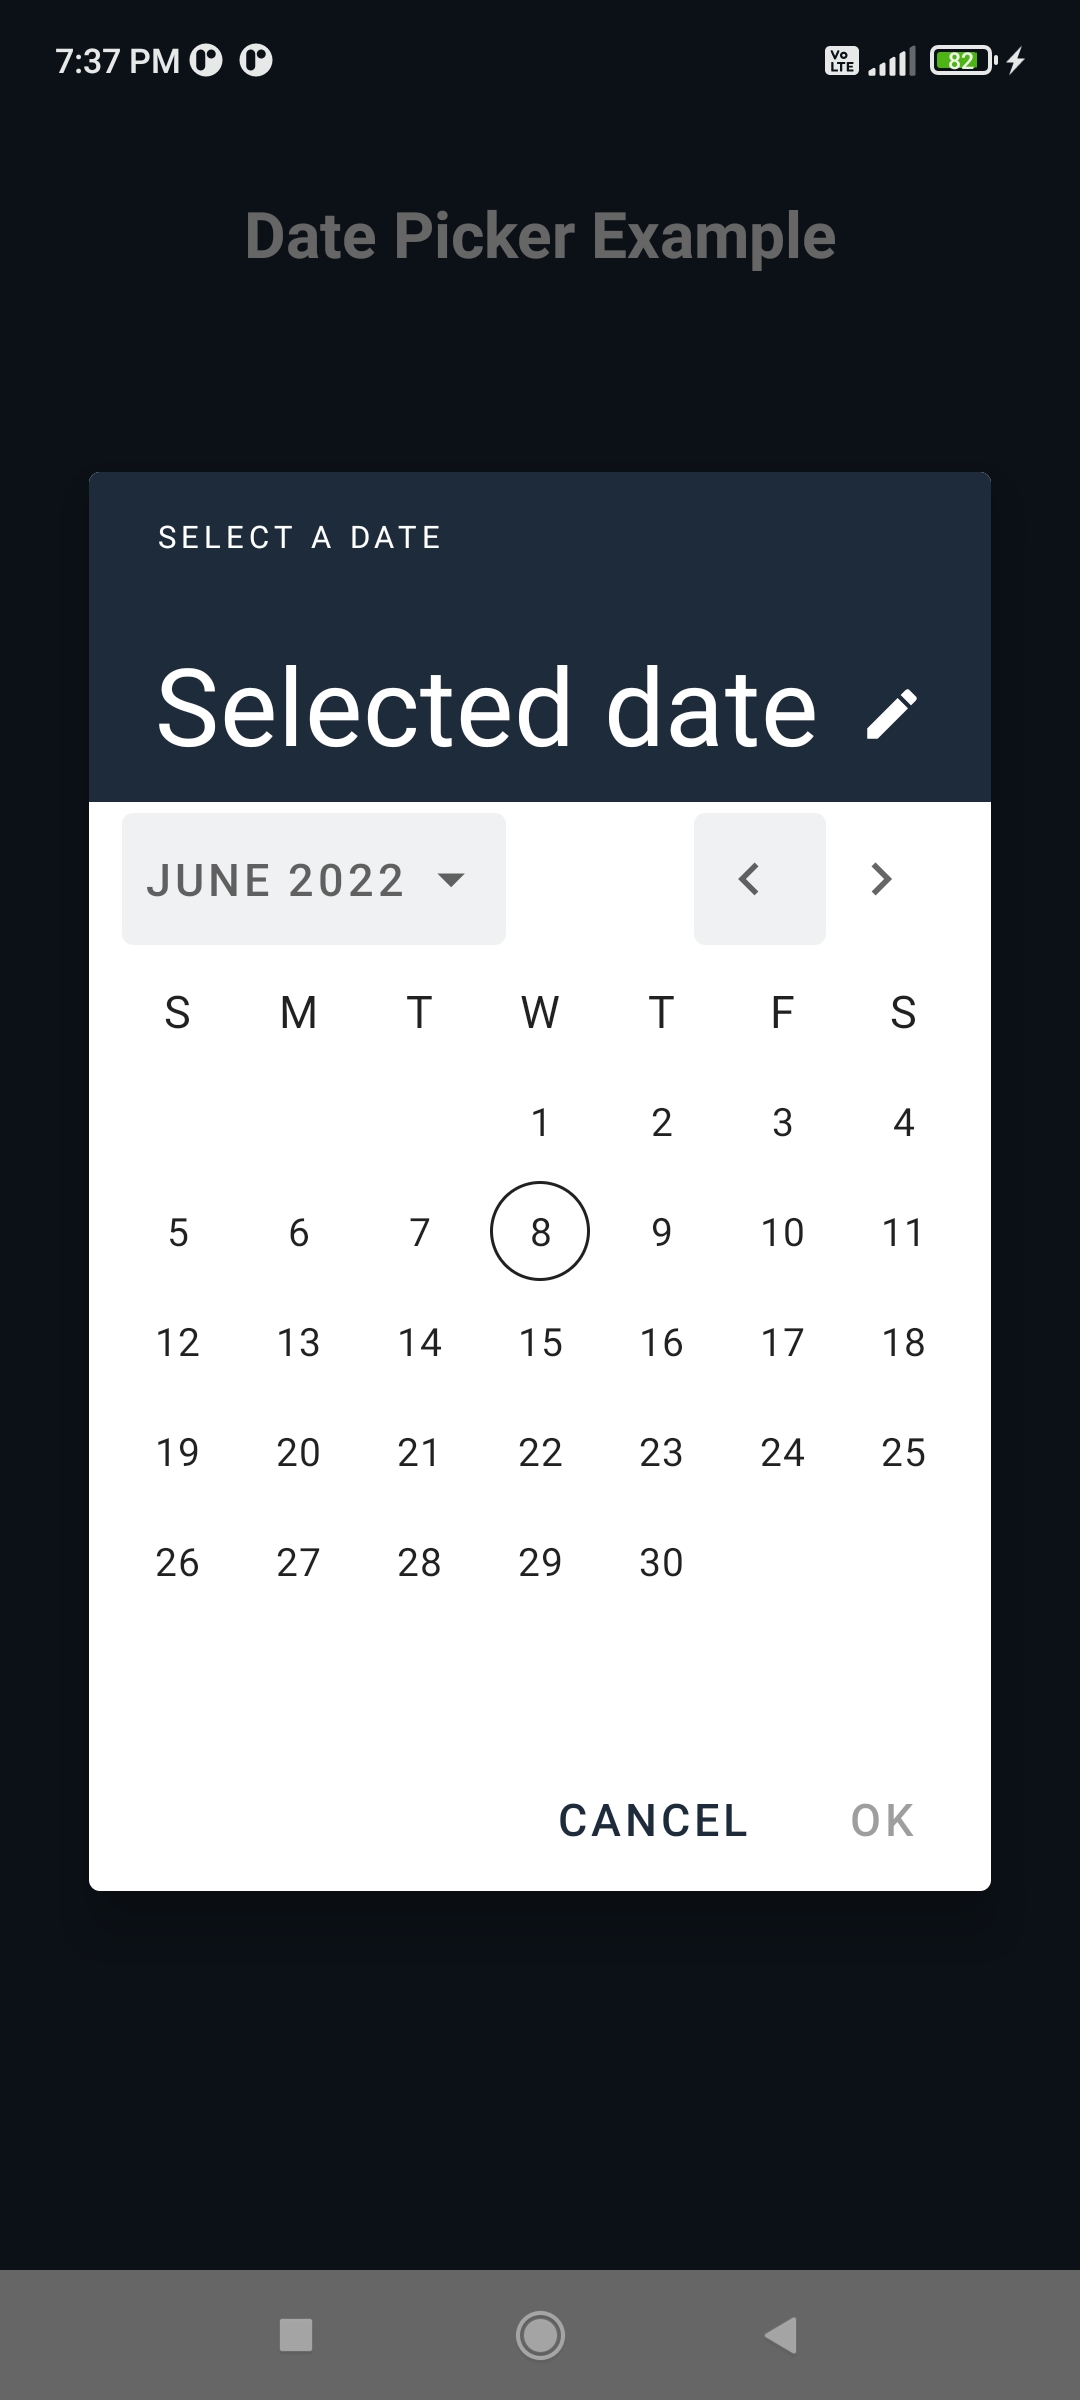 7:37 PM
Vo LTE
82
Date Picker Example
SELECT A DATE
Selected date
JUNE 2022
S M T W T F S
1 2 3 4
5 6 7 8 9 10 11
12 13 14 15 16 17 18
19 20 21 22 23 24 25
26 27 28 29 30
CANCEL OK